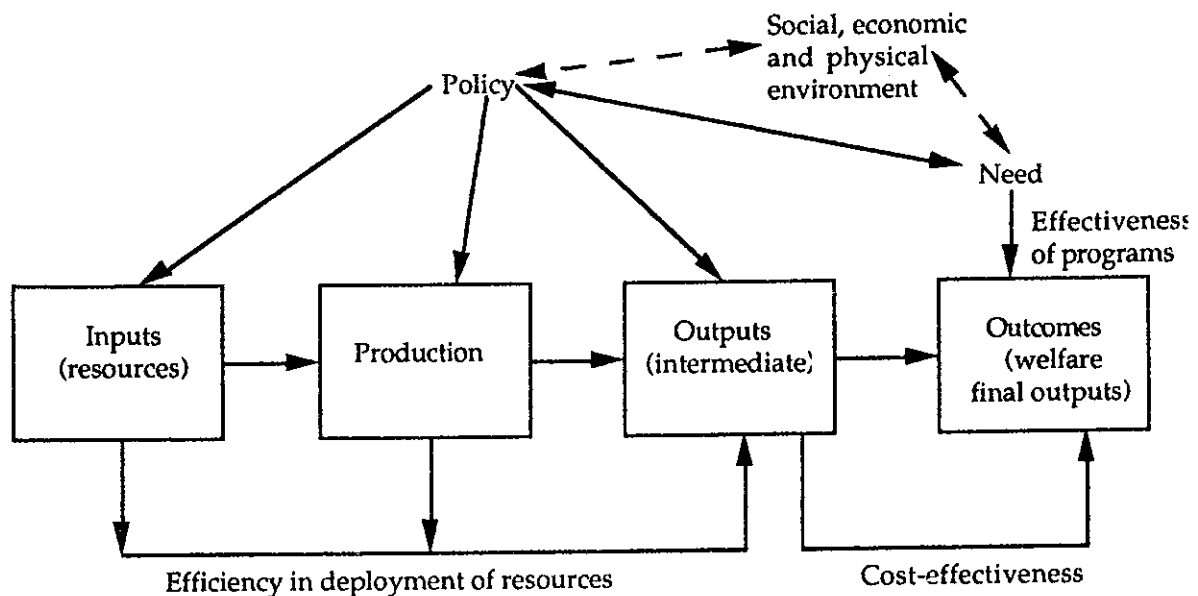 Social, economic
and physical
environment
Policy
Need
Effectiveness
of programs
Inputs
(resources)
Production
Outputs
(intermediate)
Outcomes
(welfare
final outputs)
Efficiency in deployment of resources
Cost-effectiveness